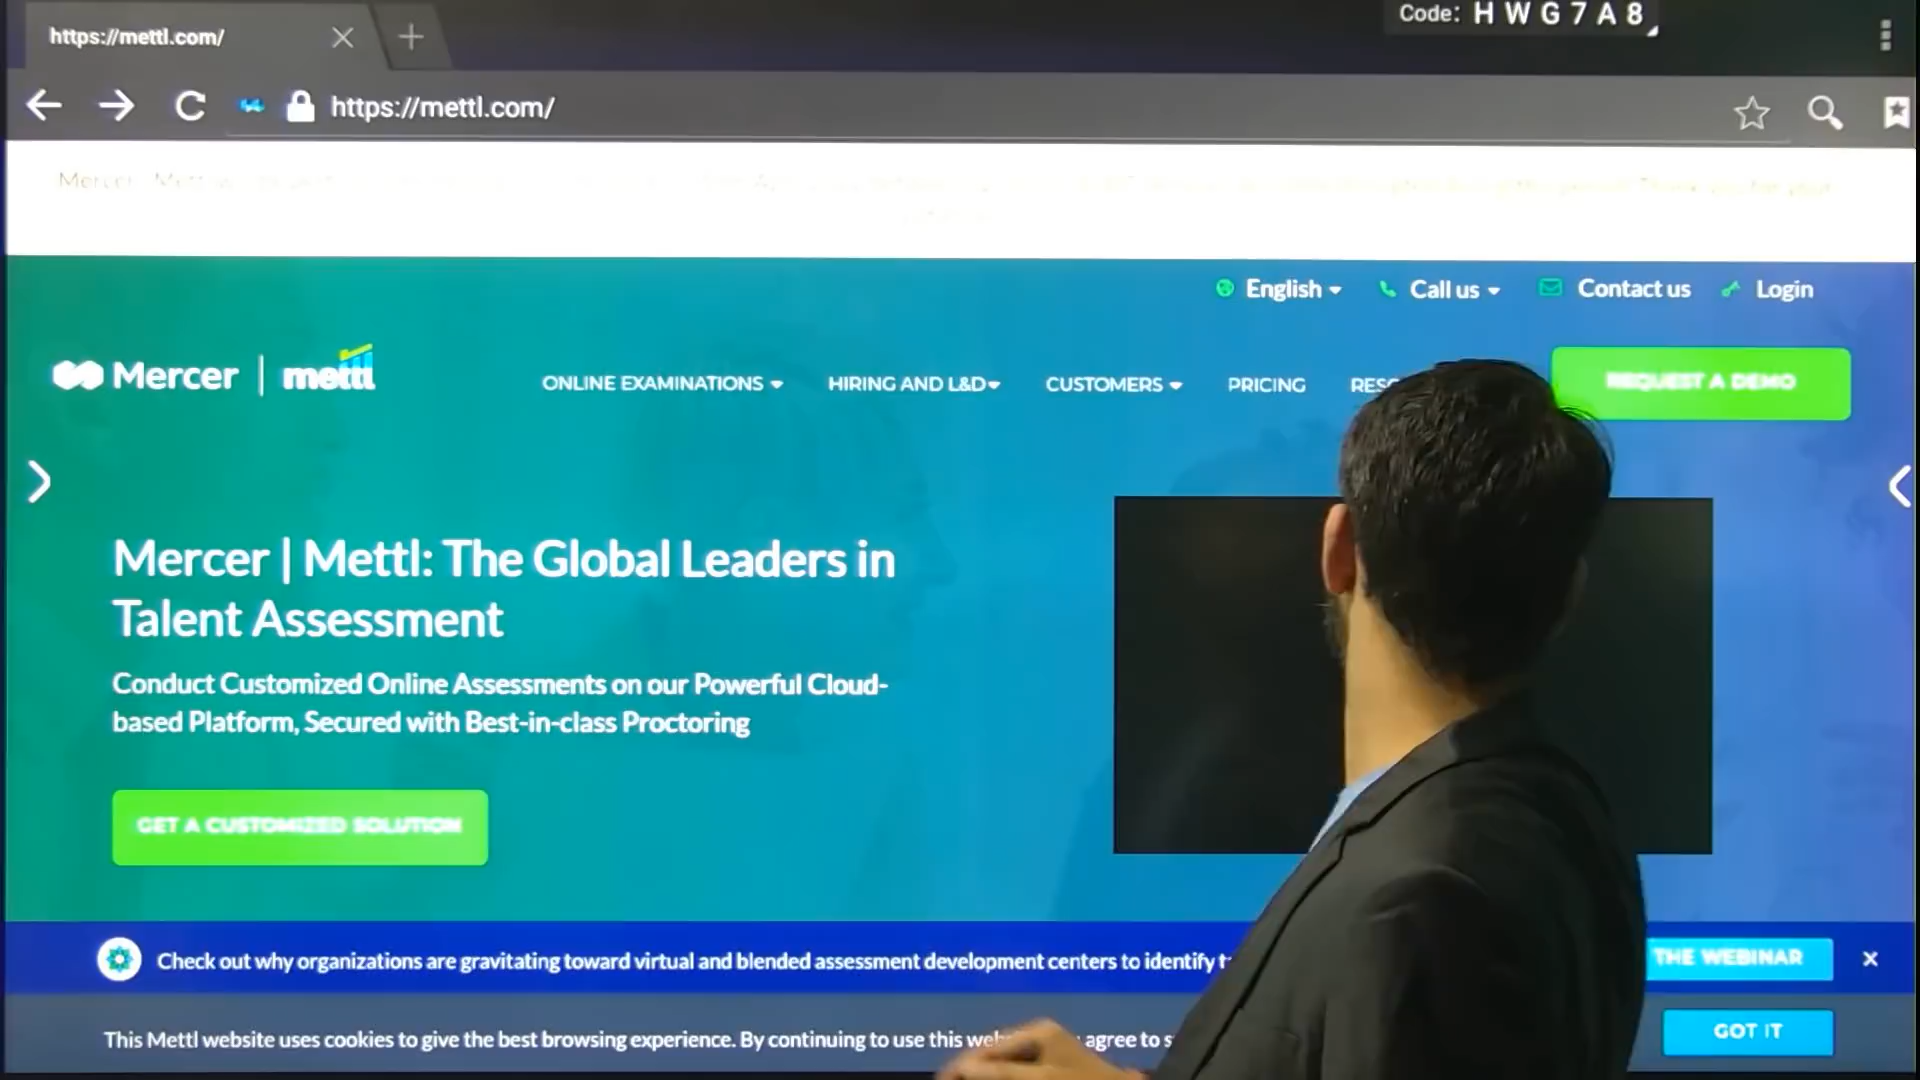 https://mettl.com/
Code: H W G 7 A 8
https://mettl.com/
English
Call us
Contact us
Login
Mercer | mettl
ONLINE EXAMINATIONS
HIRING AND L&D
CUSTOMERS
PRICING
REQUEST A DEMO
Mercer | Mettl: The Global Leaders in
Talent Assessment
Conduct Customized Online Assessments on our Powerful Cloud-
based Platform, Secured with Best-in-class Proctoring
GET A CUSTOMIZED SOLUTION
Check out why organizations are gravitating toward virtual and blended assessment development centers to identify
THE WEBINAR
This Mettl website uses cookies to give the best browsing experience. By continuing to use this agree to
GOT IT